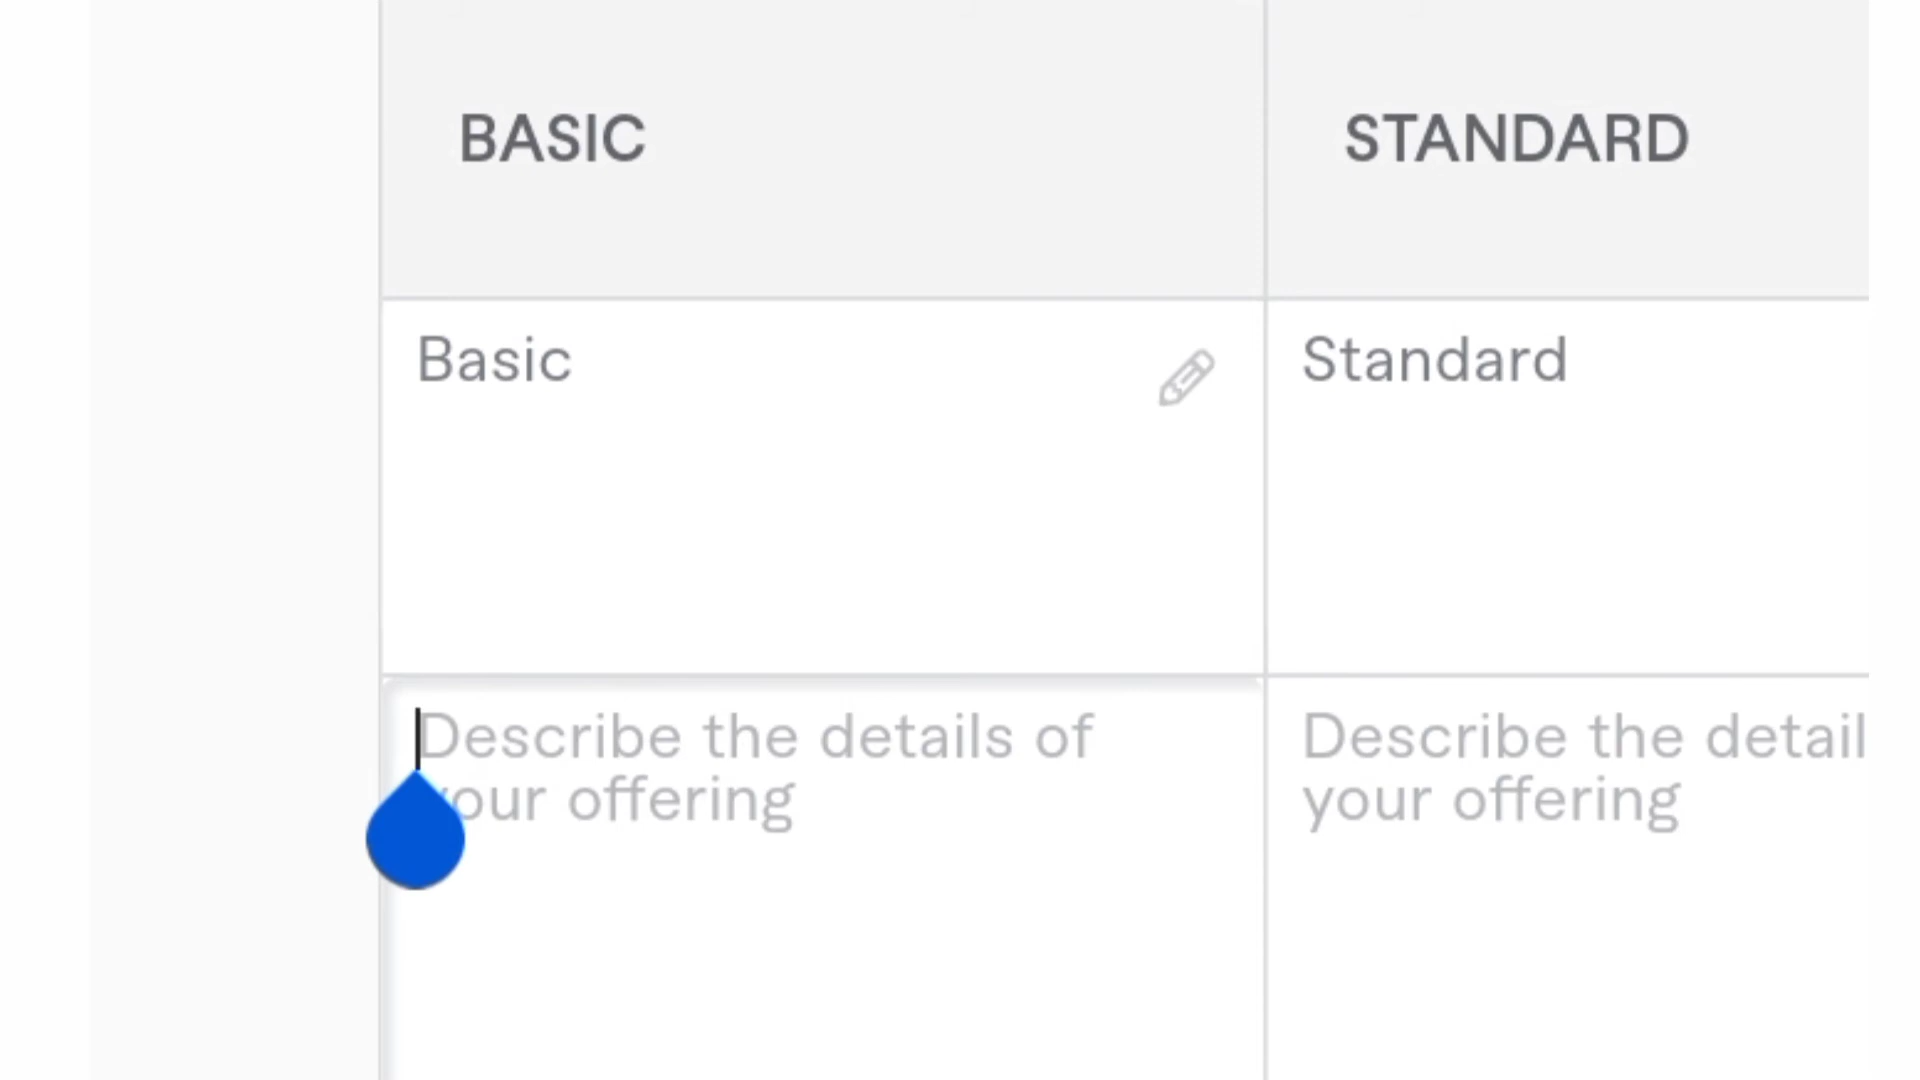 BASIC
STANDARD
Basic
Standard
Describe the details of
your offering
Describe the detail
your offering